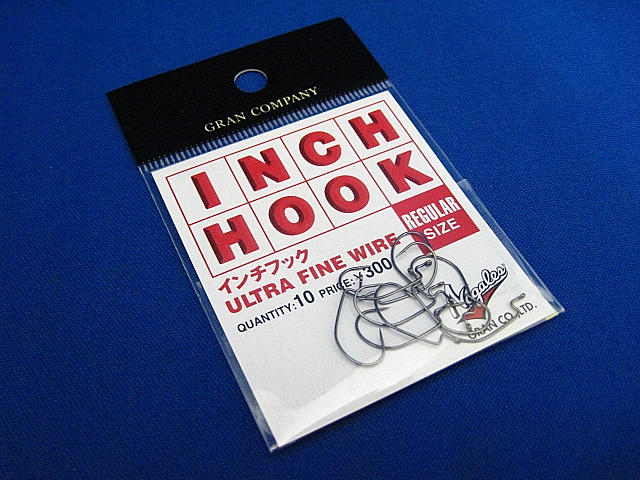 GRAN COMPANY
INCH
HOOK
REGULAR
SIZE
インチフック
ULTRA FINE WIRE
QUANTITY:10 PRICE:¥300
Nogales
GRAN CO.,LTD.